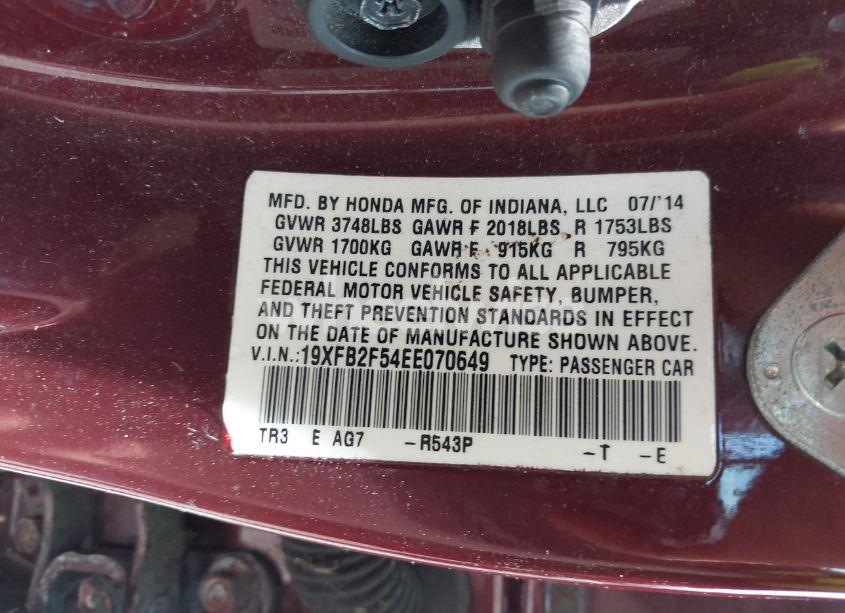 MFD. BY HONDA MFG. OF INDIANA, LLC 07/'14
GVWR 3748LBS GAWR F 2018LBS R 1753LBS
GVWR 1700KG GAWR F 915KG R 795KG
THIS VEHICLE CONFORMS TO ALL APPLICABLE
FEDERAL MOTOR VEHICLE SAFETY, BUMPER,
AND THEFT PREVENTION STANDARDS IN EFFECT
ON THE DATE OF MANUFACTURE SHOWN ABOVE.
V.I.N.:19XFB2F54EE070649 TYPE: PASSENGER CAR
TR3 E AG7 -R543P -T -E